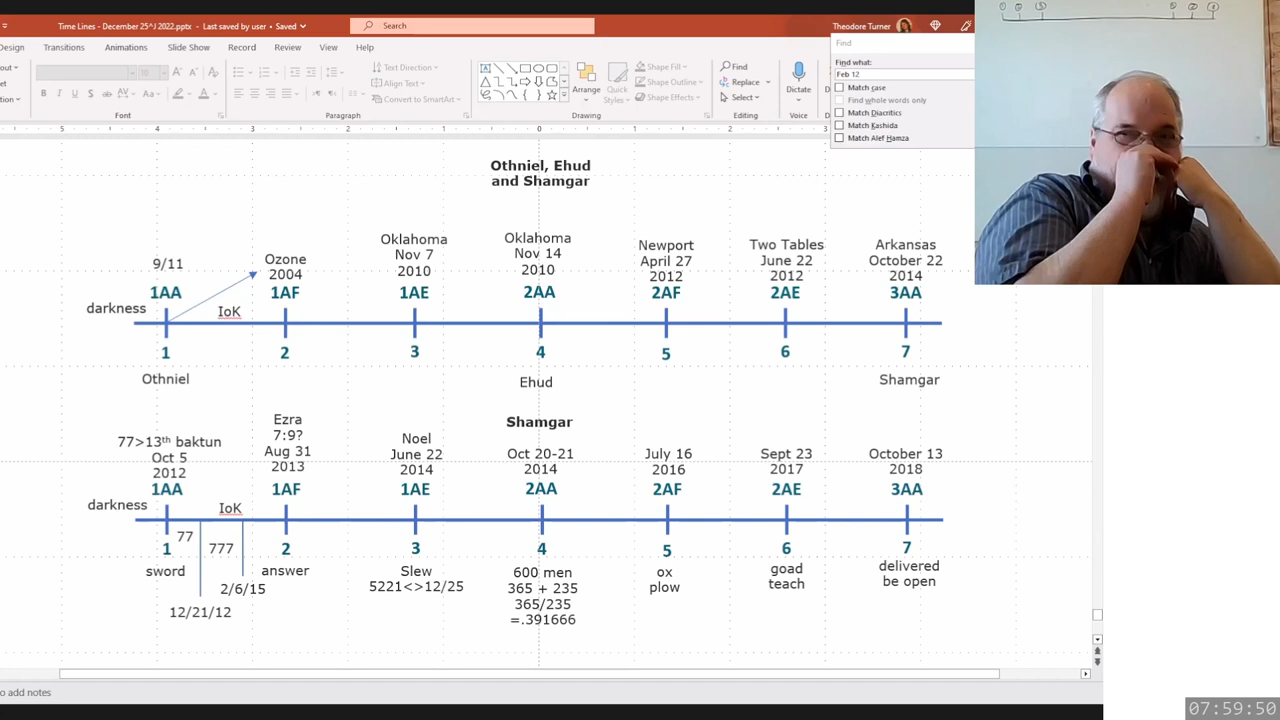 Time Lines - December 25^J 2022.pptx • Last saved by user • Saved
Search
Theodore Turner
Design Transitions Animations Slide Show Record Review View Help
Find
Find what:
Feb 12
Match case
Find whole words only
Match Diacritics
Match Kashida
Match Alef Hamza
Text Direction
Align Text
Arrange
Quick
Styles
Shape Fill
Shape Outline
Shape Effects
Find
Replace
Select
Dictate
B I U S
Font
Paragraph
Drawing
Editing
Voice
5 3 2 1 0 1 2 3
Othniel, Ehud
and Shamgar
9/11
Ozone
2004
Oklahoma
Nov 7
2010
Oklahoma
Nov 14
2010
Newport
April 27
2012
Two Tables
June 22
2012
Arkansas
October 22
2014
1AA 1AF 1AE 2AA 2AF 2AE 3AA
darkness IoK
1 2 3 4 5 6 7
Othniel Ehud Shamgar
Shamgar
77>13th baktun
Oct 5
2012
Ezra
7:9?
Aug 31
2013
Noel
June 22
2014
Oct 20-21
2014
July 16
2016
Sept 23
2017
October 13
2018
1AA 1AF 1AE 2AA 2AF 2AE 3AA
darkness IoK
77
777
1 2 3 4 5 6 7
sword
12/21/12
2/6/15
answer
Slew
5221<>12/25
600 men
365 + 235
365/235
=.391666
ox
plow
goad
teach
delivered
be open
to add notes
07:59:50